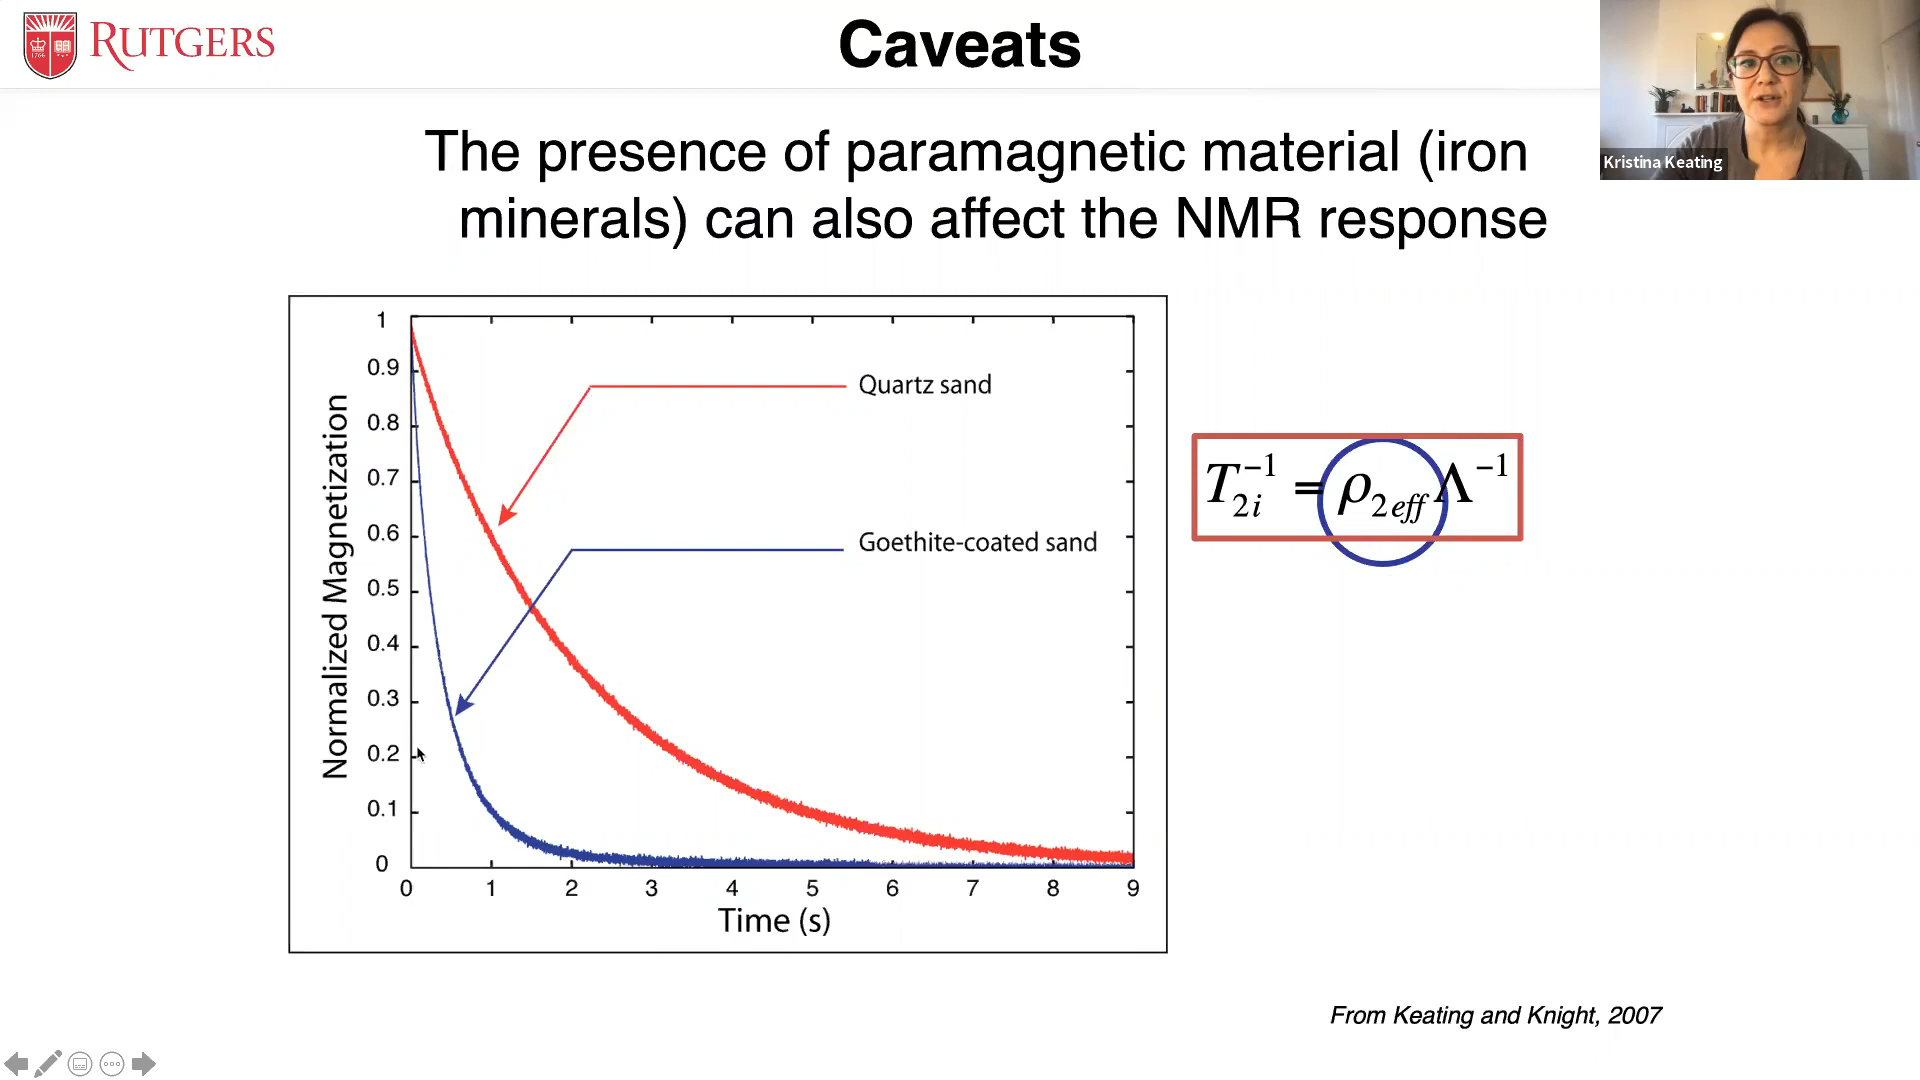 RUTGERS
Caveats
Kristina Keating
The presence of paramagnetic material (iron
minerals) can also affect the NMR response
1
0.9
0.8
0.7
0.6
0.5
0.4
0.3
0.2
0.1
0
Normalized Magnetization
Quartz sand
Goethite-coated sand
0 1 2 3 4 5 6 7 8 9
Time (s)
T₂ᵢ⁻¹ = ρ₂eff Λ⁻¹
From Keating and Knight, 2007